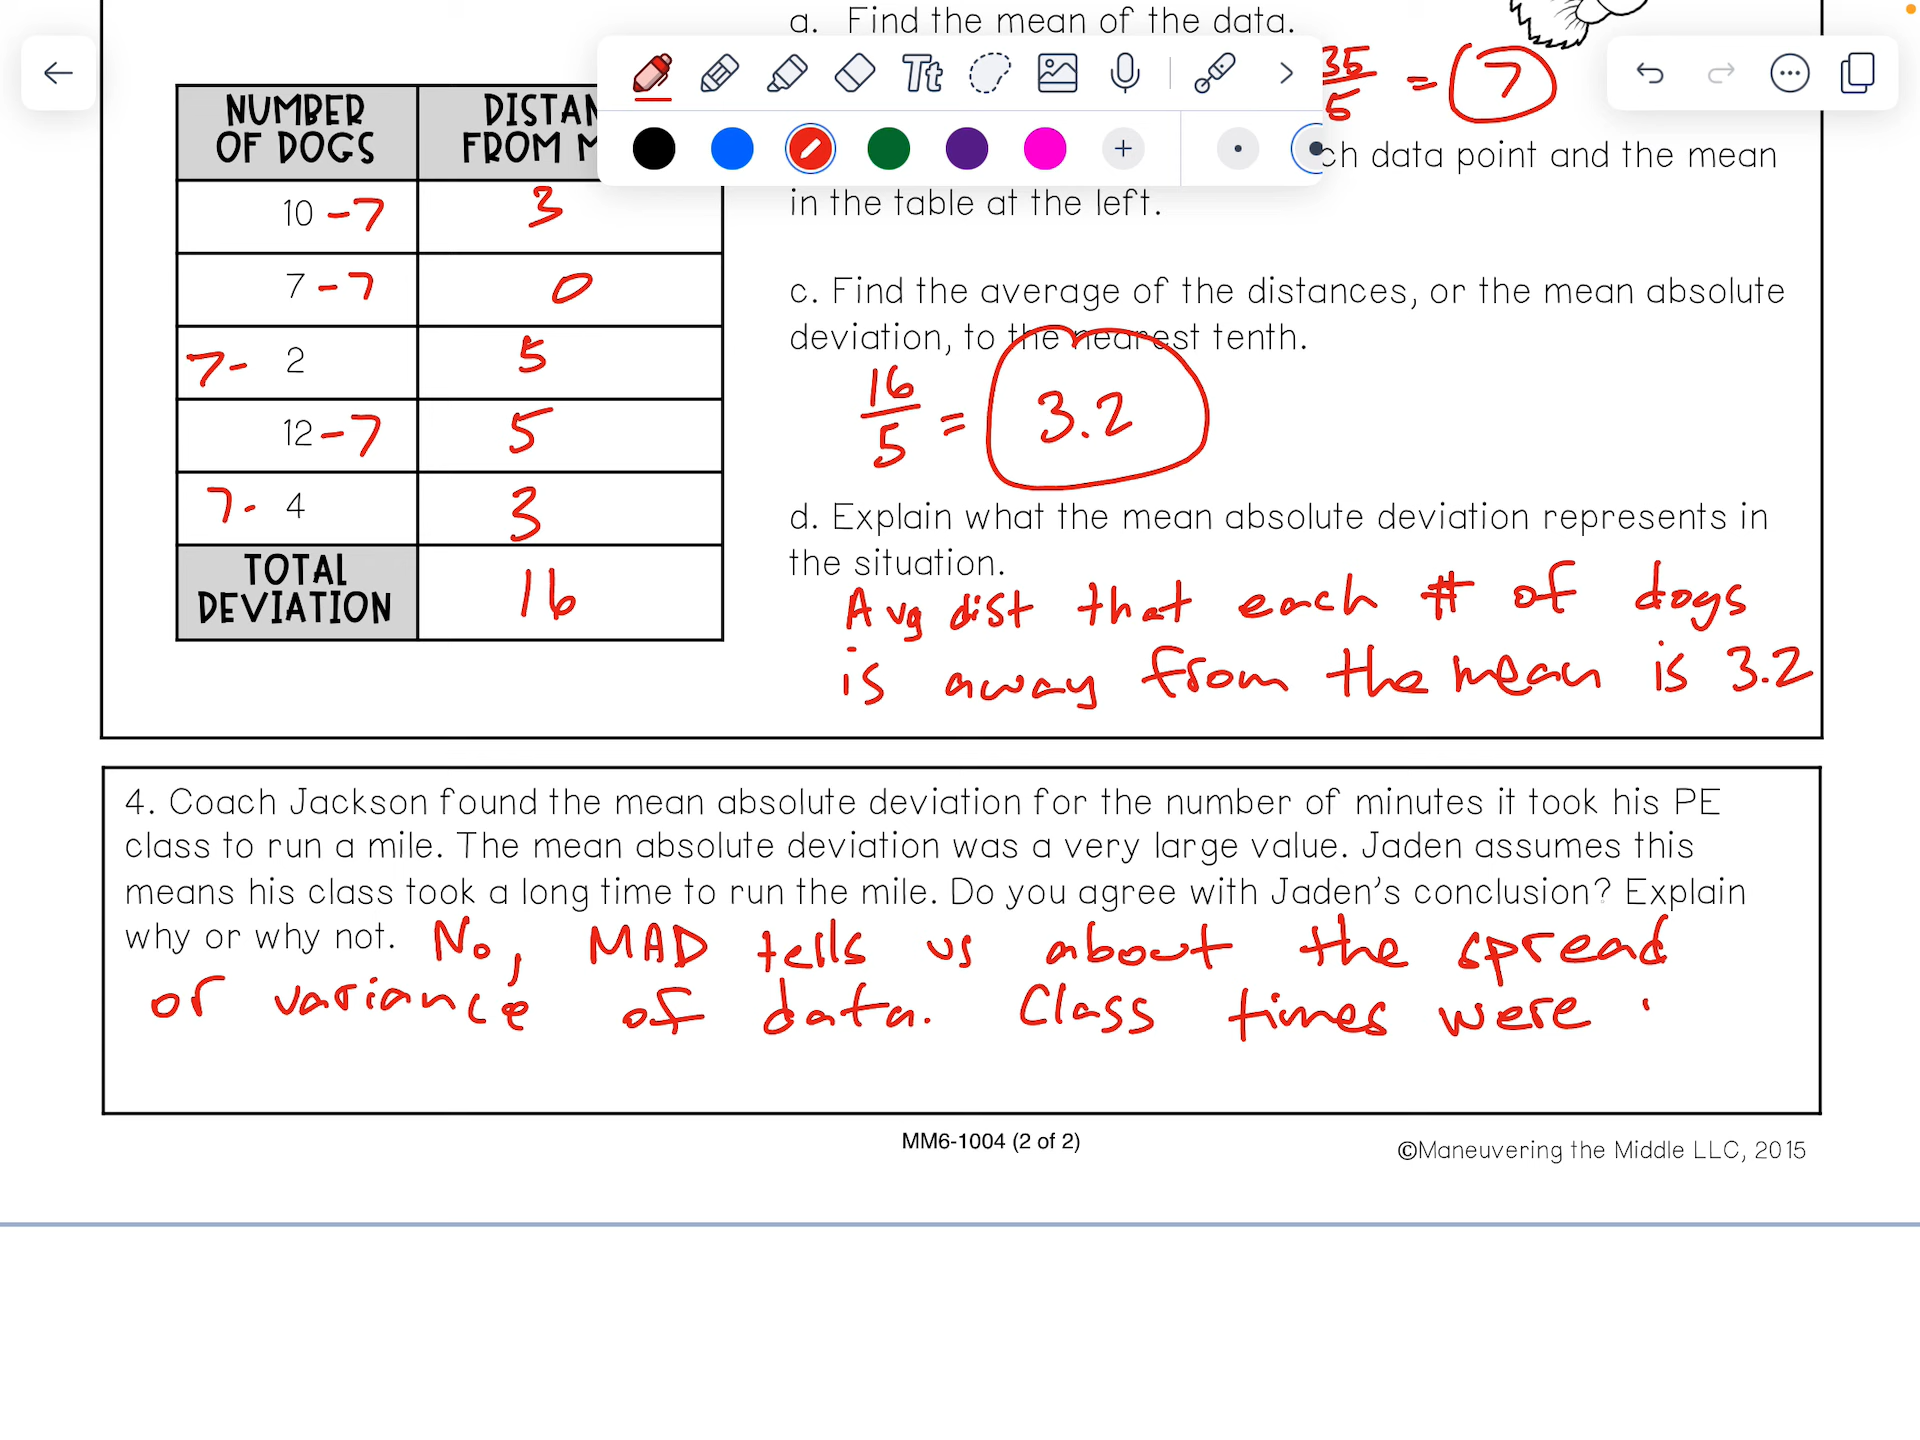 a. Find the mean of the data.
35
5
= 7
ch data point and the mean
in the table at the left.
NUMBER OF DOGS
DISTAN
FROM M
10 -7 3
7 -7 0
7- 2 5
12 -7 5
7- 4 3
TOTAL DEVIATION 16
c. Find the average of the distances, or the mean absolute
deviation, to the nearest tenth.
16
5
= 3.2
d. Explain what the mean absolute deviation represents in
the situation.
Avg dist that each # of dogs
is away from the mean is 3.2
4. Coach Jackson found the mean absolute deviation for the number of minutes it took his PE
class to run a mile. The mean absolute deviation was a very large value. Jaden assumes this
means his class took a long time to run the mile. Do you agree with Jaden's conclusion? Explain
why or why not. No, MAD tells us about the spread
or variance of data. Class times were
MM6-1004 (2 of 2)
©Maneuvering the Middle LLC, 2015
Tt